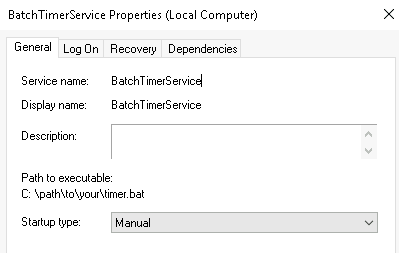 BatchTimerService Properties (Local Computer)
General Log On Recovery Dependencies
Service name: BatchTimerService
Display name: BatchTimerService
Description:
Path to executable:
C: \path\to\your\timer.bat
Startup type: Manual